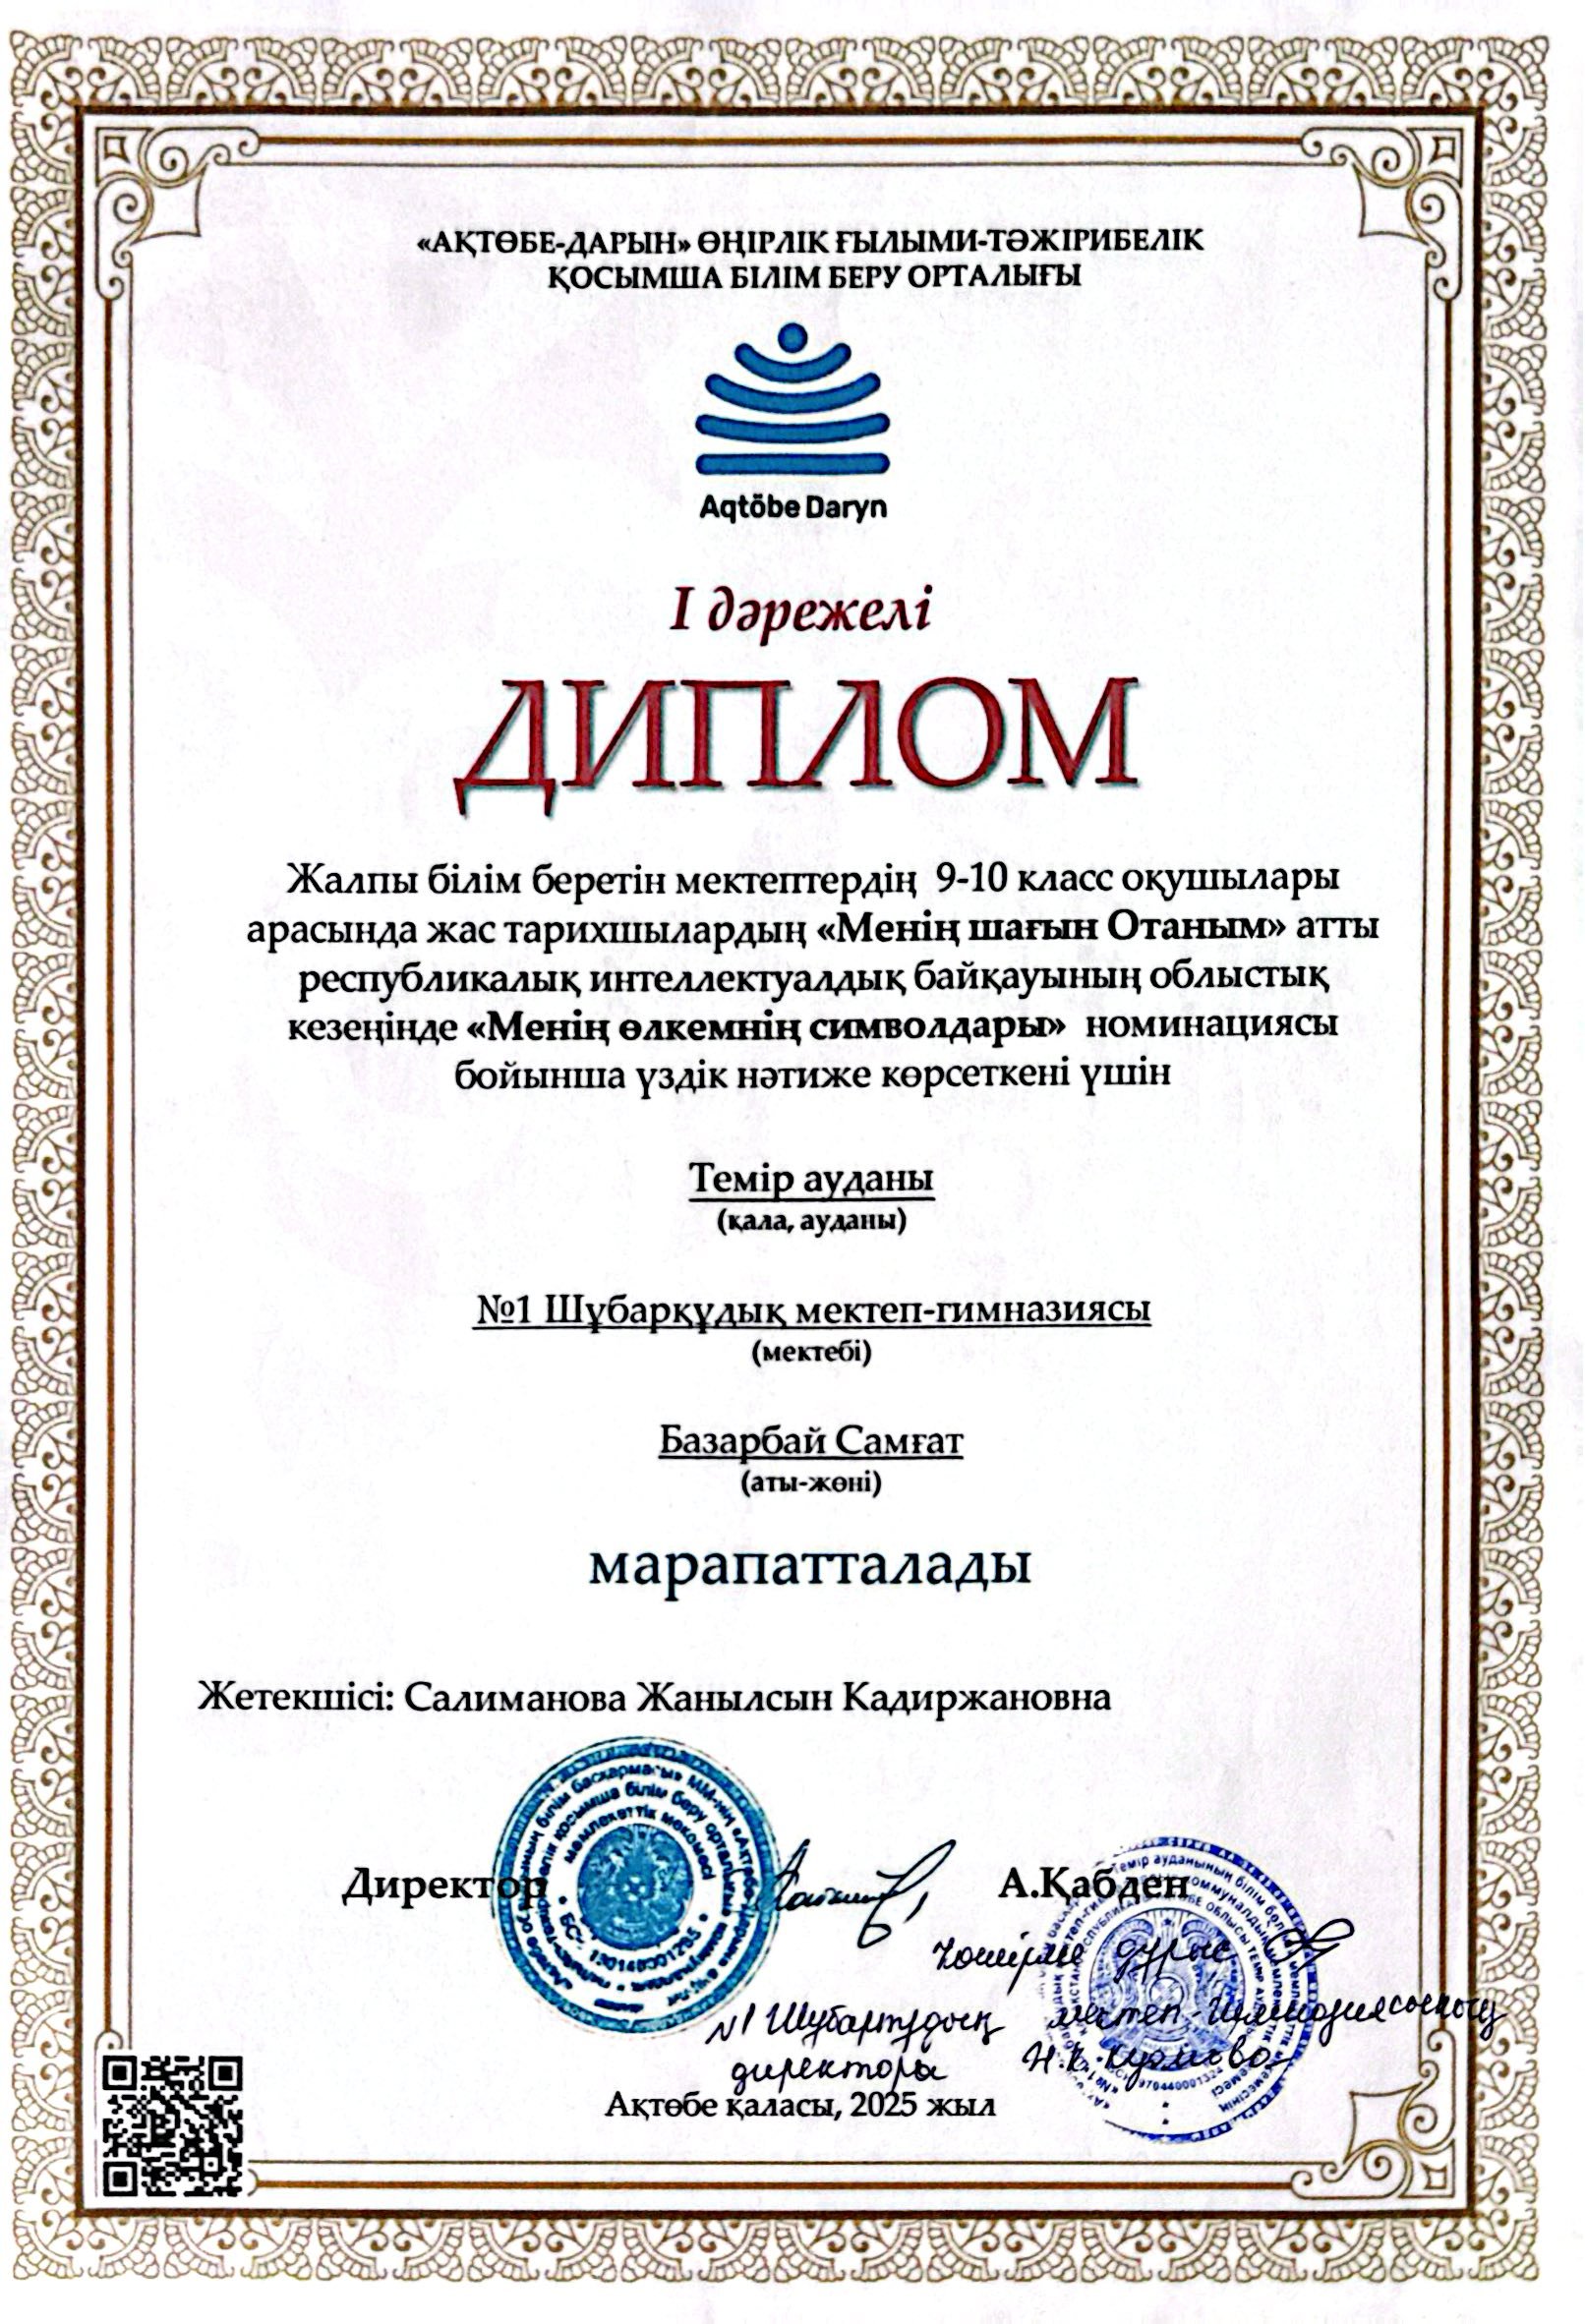 «АҚТӨБЕ-ДАРЫН» ӨҢІРЛІК ҒЫЛЫМИ-ТӘЖІРИБЕЛІК
ҚОСЫМША БІЛІМ БЕРУ ОРТАЛЫҒЫ
Aqtöbe Daryn
I дәрежелі
ДИПЛОМ
Жалпы білім беретін мектептердің 9-10 класс оқушылары
арасында жас тарихшылардың «Менің шағын Отаным» атты
республикалық интеллектуалдық байқауының облыстық
кезеңінде «Менің өлкемнің символдары» номинациясы
бойынша үздік нәтиже көрсеткені үшін
Темір ауданы
(қала, ауданы)
№1 Шұбарқұдық мектеп-гимназиясы
(мектебі)
Базарбай Самғат
(аты-жөні)
марапатталады
Жетекшісі: Салиманова Жанылсын Кадиржановна
Директор А.Қабден
Көшірме дұрыс
№1 Шұбарқұдық мектеп-гимназиясының
директоры
Ақтөбе қаласы, 2025 жыл